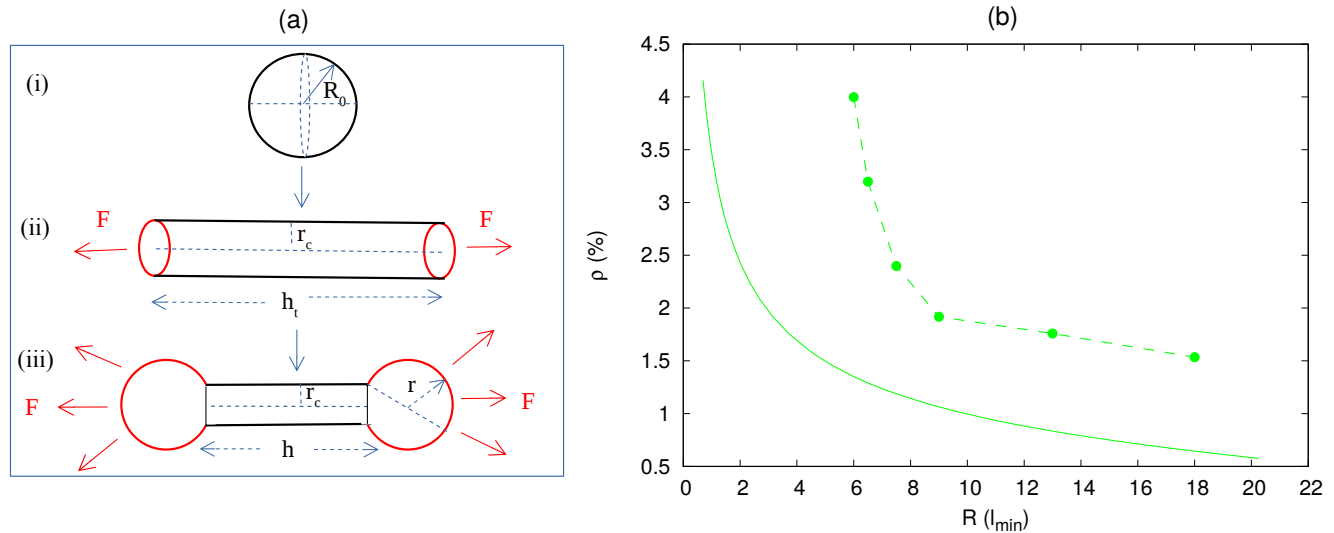 (a)
(i)
R0
(ii)
F
F
rc
ht
(iii)
F
F
rc
r
h
(b)
4.5
4
3.5
3
2.5
2
1.5
1
0.5
ρ (%)
0 2 4 6 8 10 12 14 16 18 20 22
R (lmin)